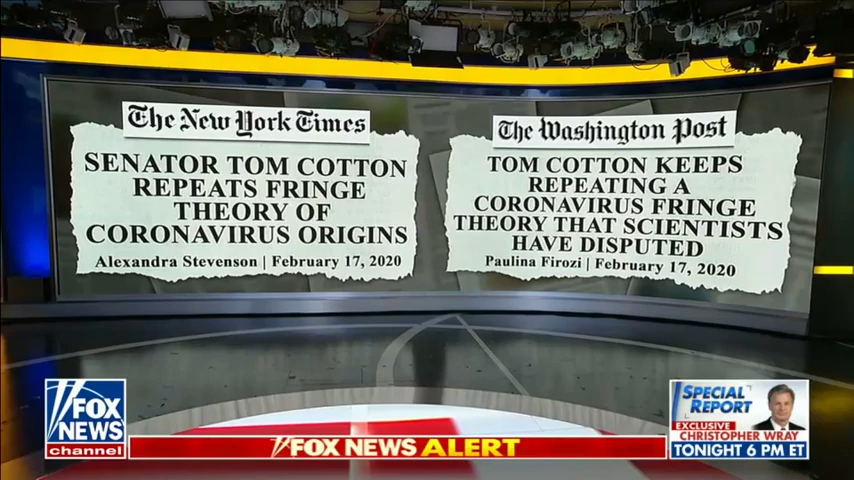 The New York Times
SENATOR TOM COTTON
REPEATS FRINGE
THEORY OF
CORONAVIRUS ORIGINS
Alexandra Stevenson | February 17, 2020
The Washington Post
TOM COTTON KEEPS
REPEATING A
CORONAVIRUS FRINGE
THEORY THAT SCIENTISTS
HAVE DISPUTED
Paulina Firozi | February 17, 2020
FOX
NEWS
channel
FOX NEWS ALERT
SPECIAL
REPORT
EXCLUSIVE
CHRISTOPHER WRAY
TONIGHT 6 PM ET